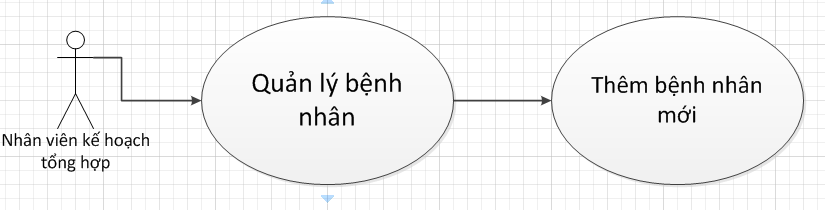 Nhân viên kế hoạch
tổng hợp
Quản lý bệnh
nhân
Thêm bệnh nhân
mới